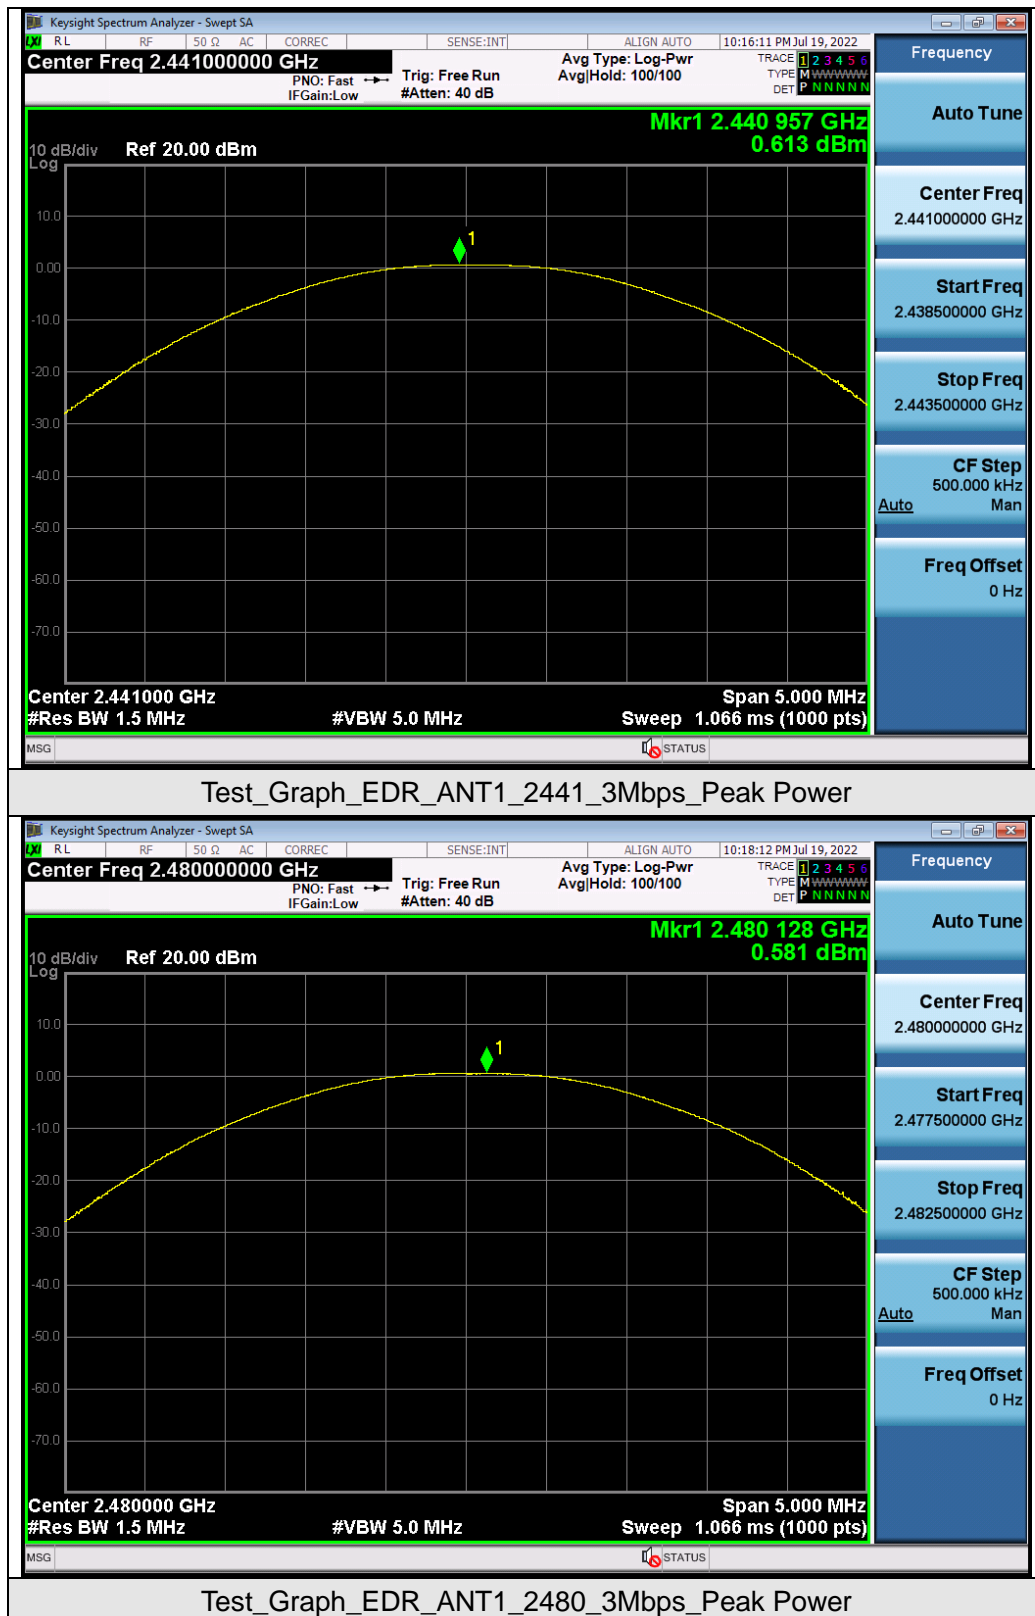 Keysight Spectrum Analyzer - Swept SA
LXI RL RF 50 Ω AC CORREC SENSE:INT ALIGN AUTO 10:16:11 PM Jul 19, 2022
Center Freq 2.441000000 GHz
PNO: Fast
IFGain:Low
Trig: Free Run
#Atten: 40 dB
Avg Type: Log-Pwr
Avg|Hold: 100/100
TRACE 1 2 3 4 5 6
TYPE M WWWWW
DET P N N N N N
Mkr1 2.440 957 GHz
0.613 dBm
10 dB/div Ref 20.00 dBm
Log
10.0
1
0.00
-10.0
-20.0
-30.0
-40.0
-50.0
-60.0
-70.0
Center 2.441000 GHz Span 5.000 MHz
#Res BW 1.5 MHz #VBW 5.0 MHz Sweep 1.066 ms (1000 pts)
MSG STATUS
Frequency
Auto Tune
Center Freq
2.441000000 GHz
Start Freq
2.438500000 GHz
Stop Freq
2.443500000 GHz
CF Step
500.000 kHz
Auto Man
Freq Offset
0 Hz
Test_Graph_EDR_ANT1_2441_3Mbps_Peak Power
Keysight Spectrum Analyzer - Swept SA
LXI RL RF 50 Ω AC CORREC SENSE:INT ALIGN AUTO 10:18:12 PM Jul 19, 2022
Center Freq 2.480000000 GHz
PNO: Fast
IFGain:Low
Trig: Free Run
#Atten: 40 dB
Avg Type: Log-Pwr
Avg|Hold: 100/100
TRACE 1 2 3 4 5 6
TYPE M WWWWW
DET P N N N N N
Mkr1 2.480 128 GHz
0.581 dBm
10 dB/div Ref 20.00 dBm
Log
10.0
1
0.00
-10.0
-20.0
-30.0
-40.0
-50.0
-60.0
-70.0
Center 2.480000 GHz Span 5.000 MHz
#Res BW 1.5 MHz #VBW 5.0 MHz Sweep 1.066 ms (1000 pts)
MSG STATUS
Frequency
Auto Tune
Center Freq
2.480000000 GHz
Start Freq
2.477500000 GHz
Stop Freq
2.482500000 GHz
CF Step
500.000 kHz
Auto Man
Freq Offset
0 Hz
Test_Graph_EDR_ANT1_2480_3Mbps_Peak Power